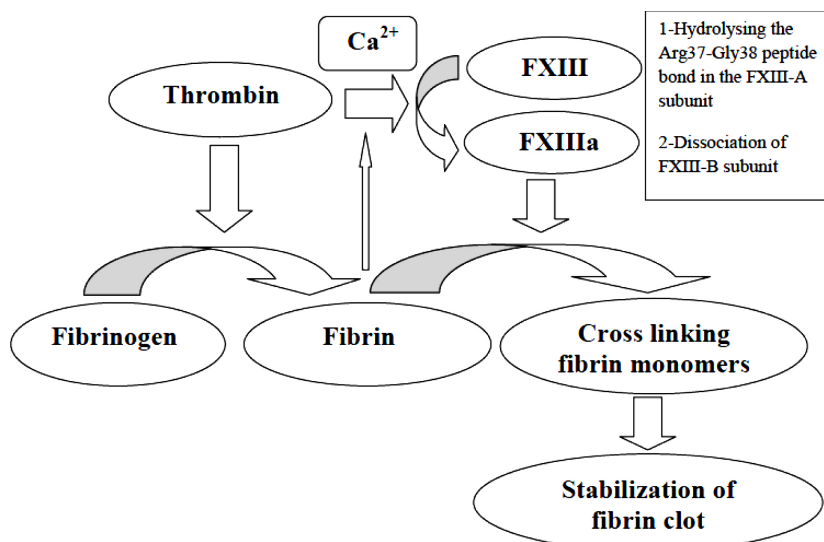 Ca2+
Thrombin
FXIII
FXIIIa
1-Hydrolysing the
Arg37-Gly38 peptide
bond in the FXIII-A
subunit
2-Dissociation of
FXIII-B subunit
Fibrinogen
Fibrin
Cross linking
fibrin monomers
Stabilization of
fibrin clot